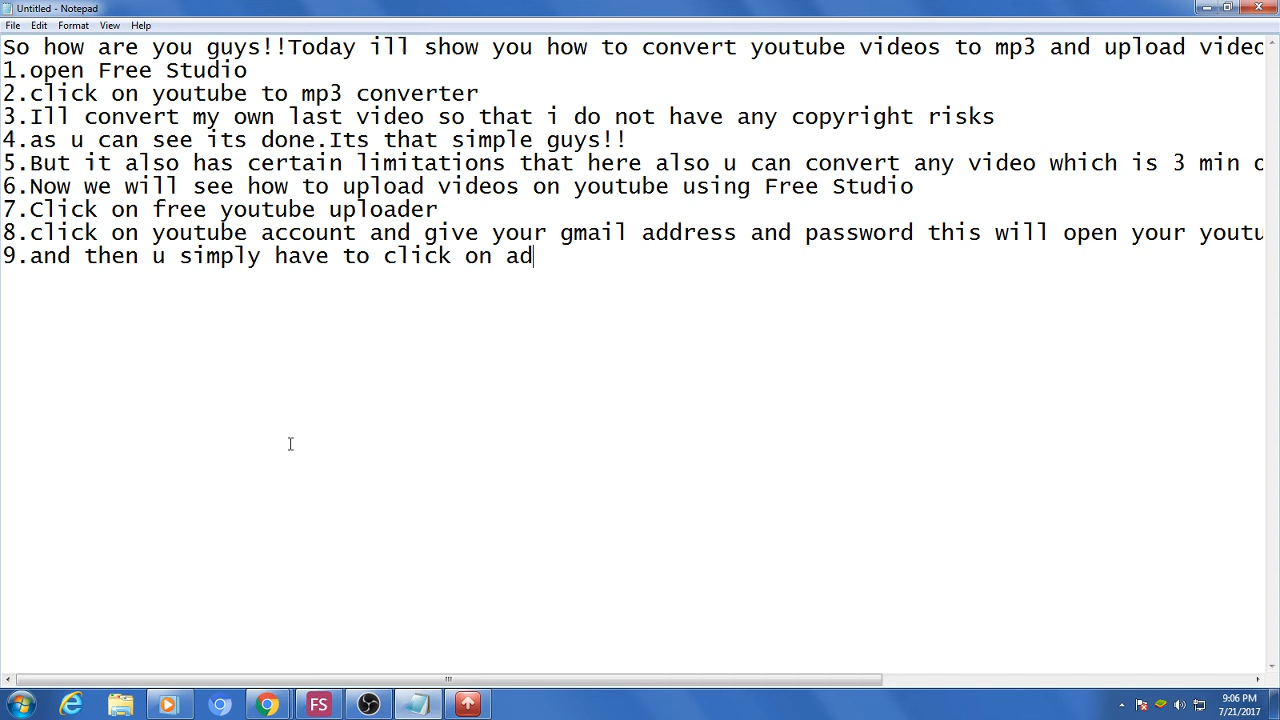 Untitled - Notepad
File Edit Format View Help
So how are you guys!!Today ill show you how to convert youtube videos to mp3 and upload
1.open Free Studio
2.click on youtube to mp3 converter
3.Ill convert my own last video so that i do not have any copyright risks
4.as u can see its done.Its that simple guys!!
5.But it also has certain limitations that here also u can convert any video which is 3 min
6.Now we will see how to upload videos on youtube using Free Studio
7.Click on free youtube uploader
8.click on youtube account and give your gmail address and password this will open your
9.and then u simply have to click on ad
FS
9:06 PM
7/21/2017